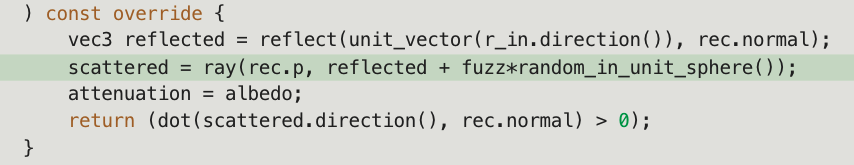 ) const override {
    vec3 reflected = reflect(unit_vector(r_in.direction()), rec.normal);
    scattered = ray(rec.p, reflected + fuzz*random_in_unit_sphere());
    attenuation = albedo;
    return (dot(scattered.direction(), rec.normal) > 0);
}